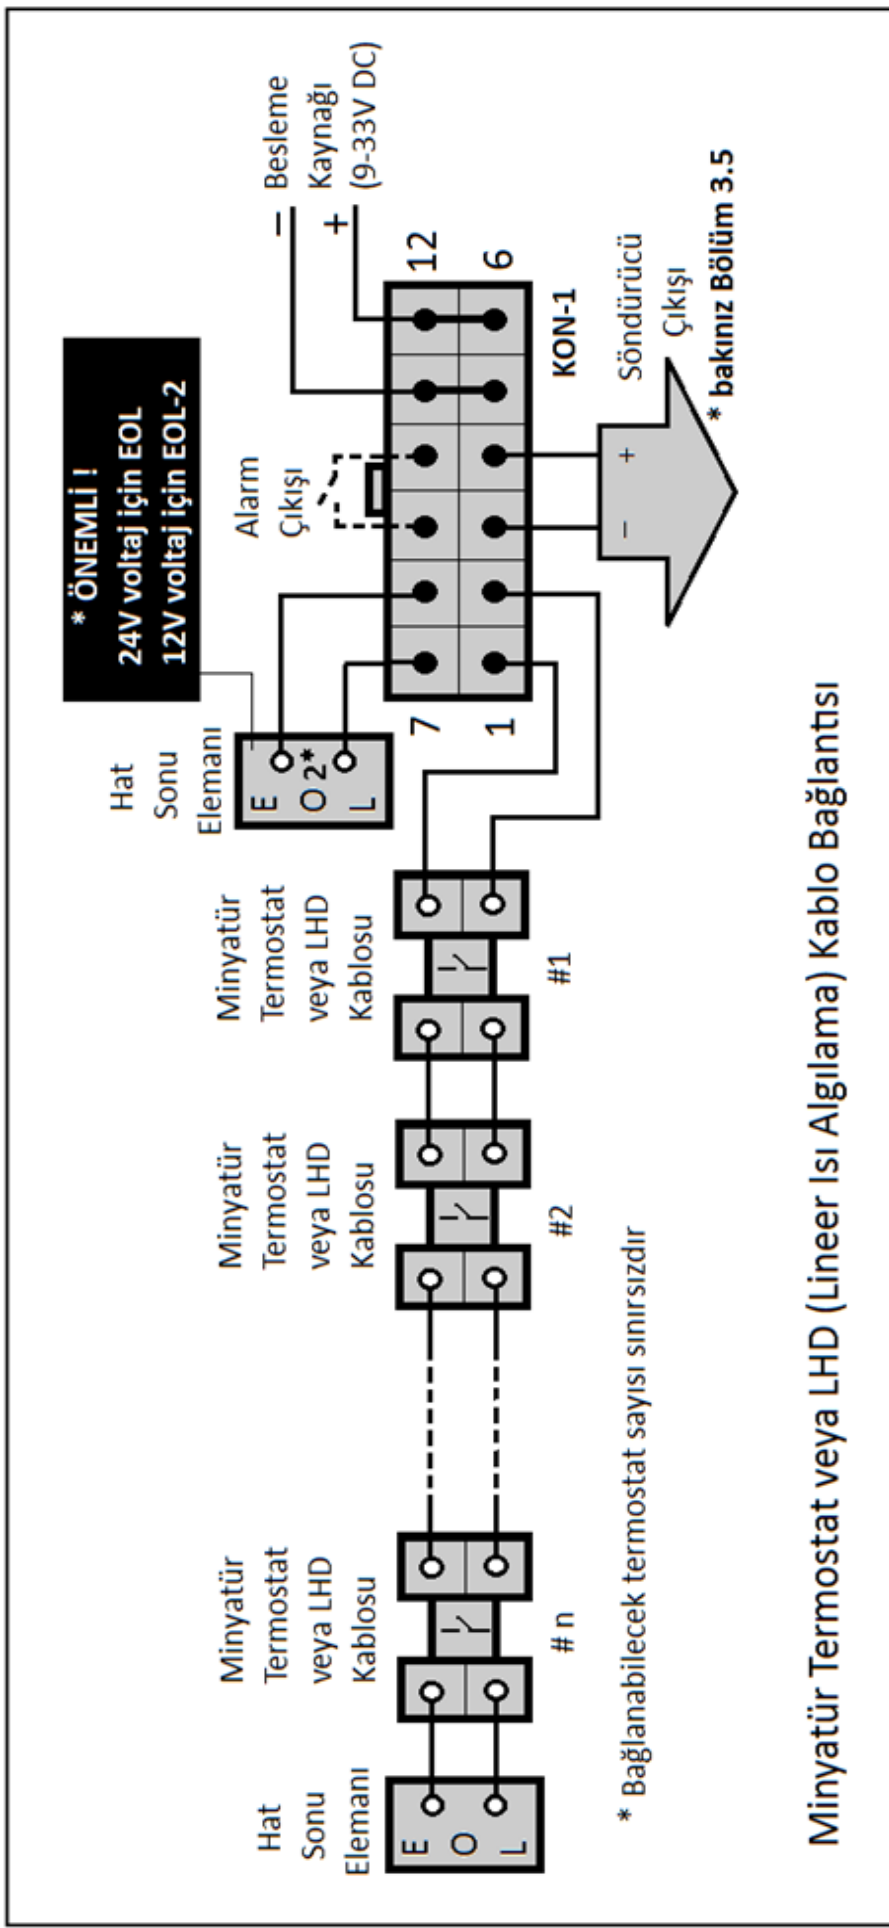 * ÖNEMLİ !
24V voltaj için EOL
12V voltaj için EOL-2
Hat
Sonu
Elemanı
E
O 2*
L
Alarm
Çıkışı
–
+
Besleme
Kaynağı
(9-33V DC)
7
12
1
6
KON-1
–
+
Söndürücü
Çıkışı
* bakınız Bölüm 3.5
Hat
Sonu
Elemanı
E
O
L
Minyatür
Termostat
veya LHD
Kablosu
# n
Minyatür
Termostat
veya LHD
Kablosu
#2
Minyatür
Termostat
veya LHD
Kablosu
#1
* Bağlanabilecek termostat sayısı sınırsızdır
Minyatür Termostat veya LHD (Lineer Isı Algılama) Kablo Bağlantısı